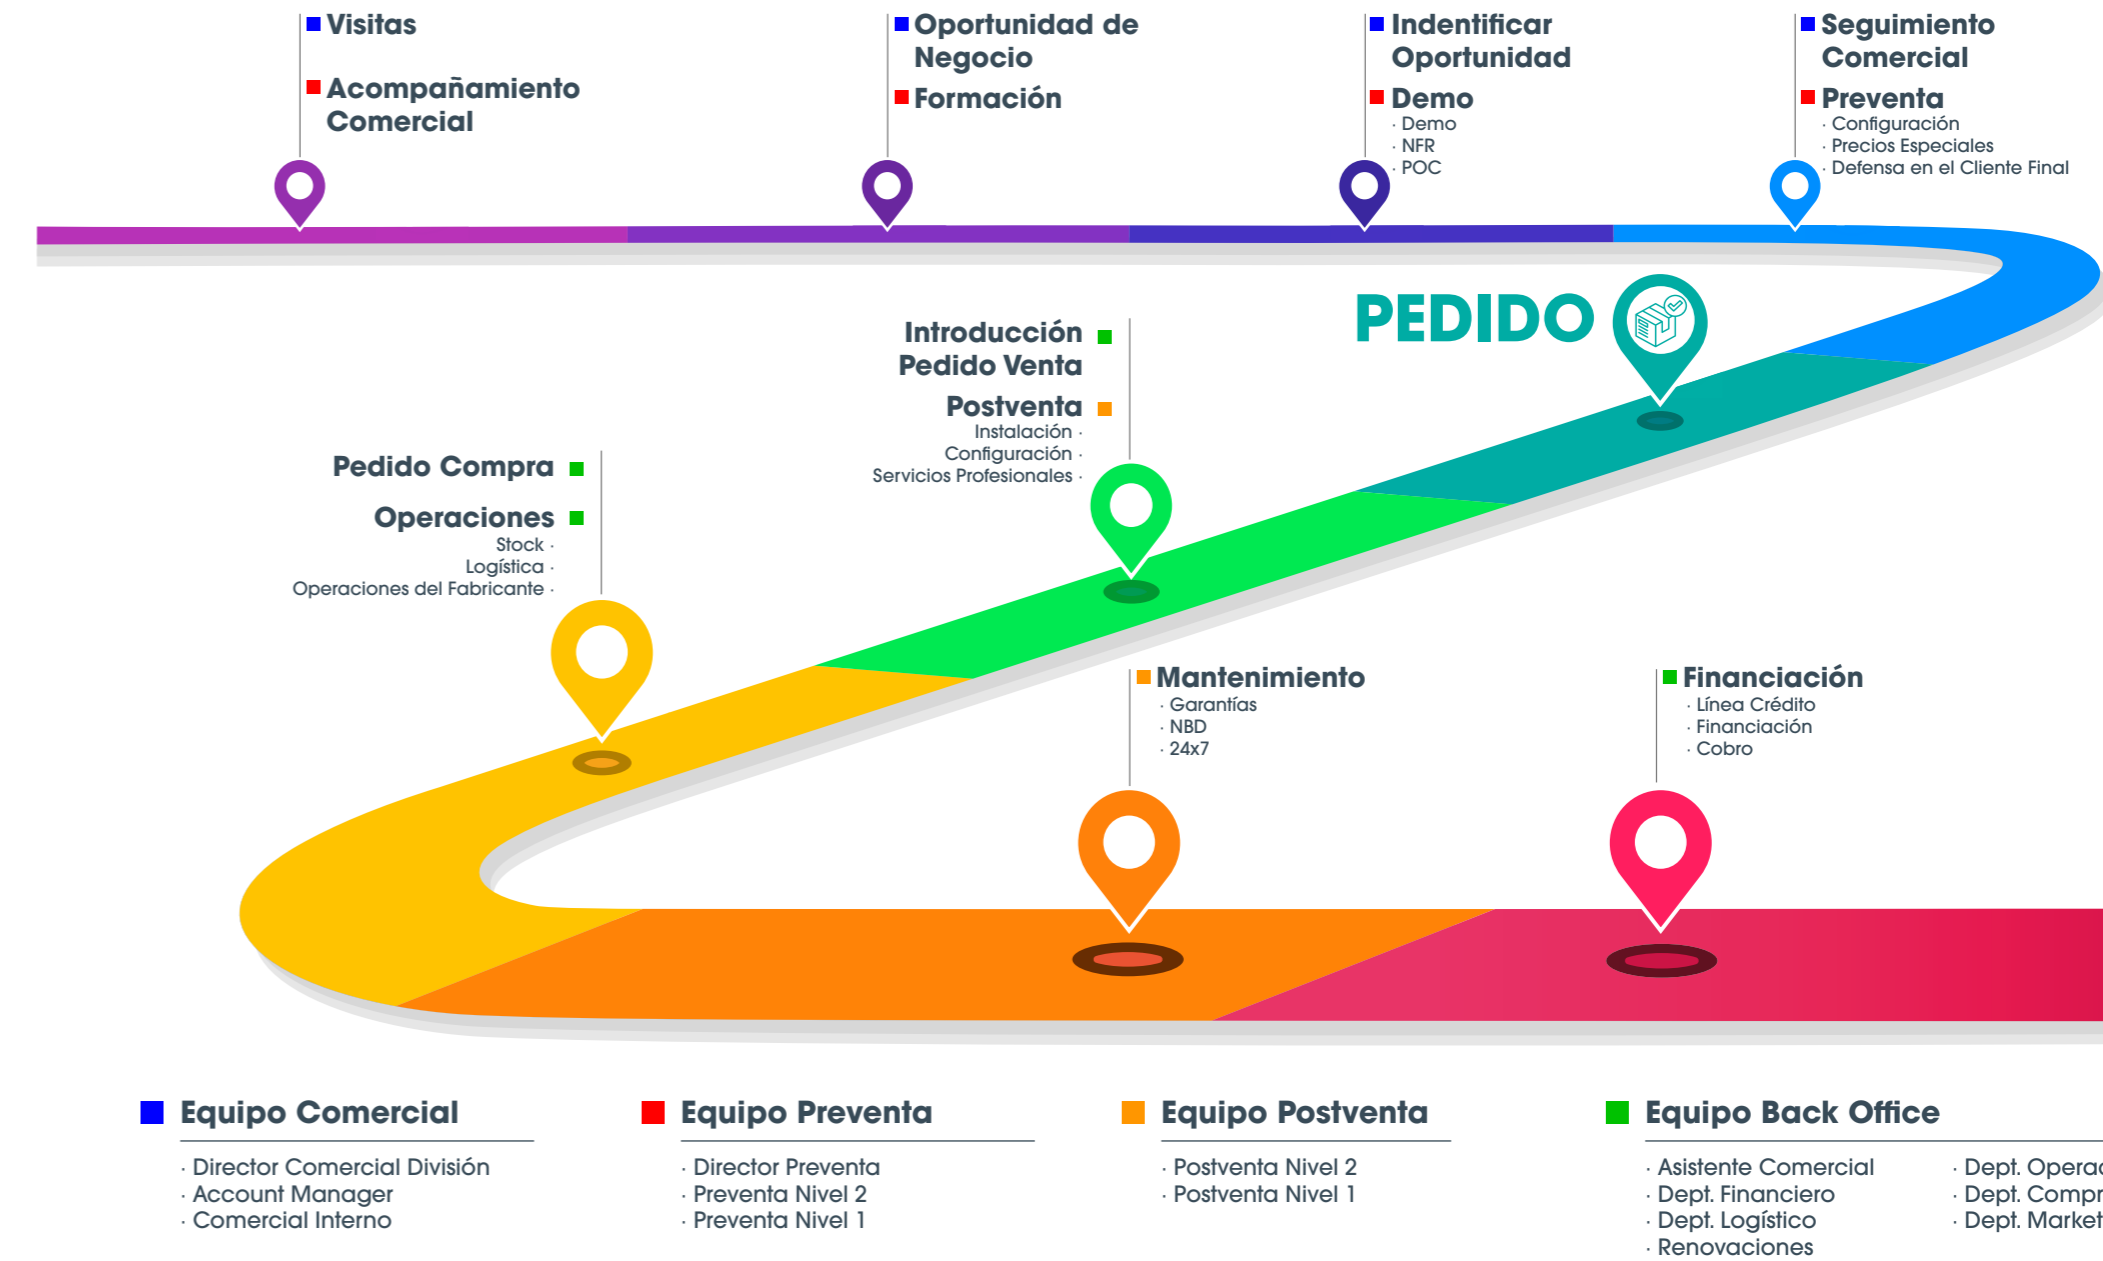 Visitas
Acompañamiento
Comercial
Oportunidad de
Negocio
Formación
Indentificar
Oportunidad
Demo
· Demo
· NFR
· POC
Seguimiento
Comercial
Preventa
· Configuración
· Precios Especiales
· Defensa en el Cliente Final
PEDIDO
Introducción
Pedido Venta
Postventa
Instalación ·
Configuración ·
Servicios Profesionales ·
Pedido Compra
Operaciones
Stock ·
Logística ·
Operaciones del Fabricante ·
Mantenimiento
· Garantías
· NBD
· 24x7
Financiación
· Línea Crédito
· Financiación
· Cobro
Equipo Comercial
· Director Comercial División
· Account Manager
· Comercial Interno
Equipo Preventa
· Director Preventa
· Preventa Nivel 2
· Preventa Nivel 1
Equipo Postventa
· Postventa Nivel 2
· Postventa Nivel 1
Equipo Back Office
· Asistente Comercial
· Dept. Financiero
· Dept. Logístico
· Renovaciones
· Dept.
· Dept.
· Dept.